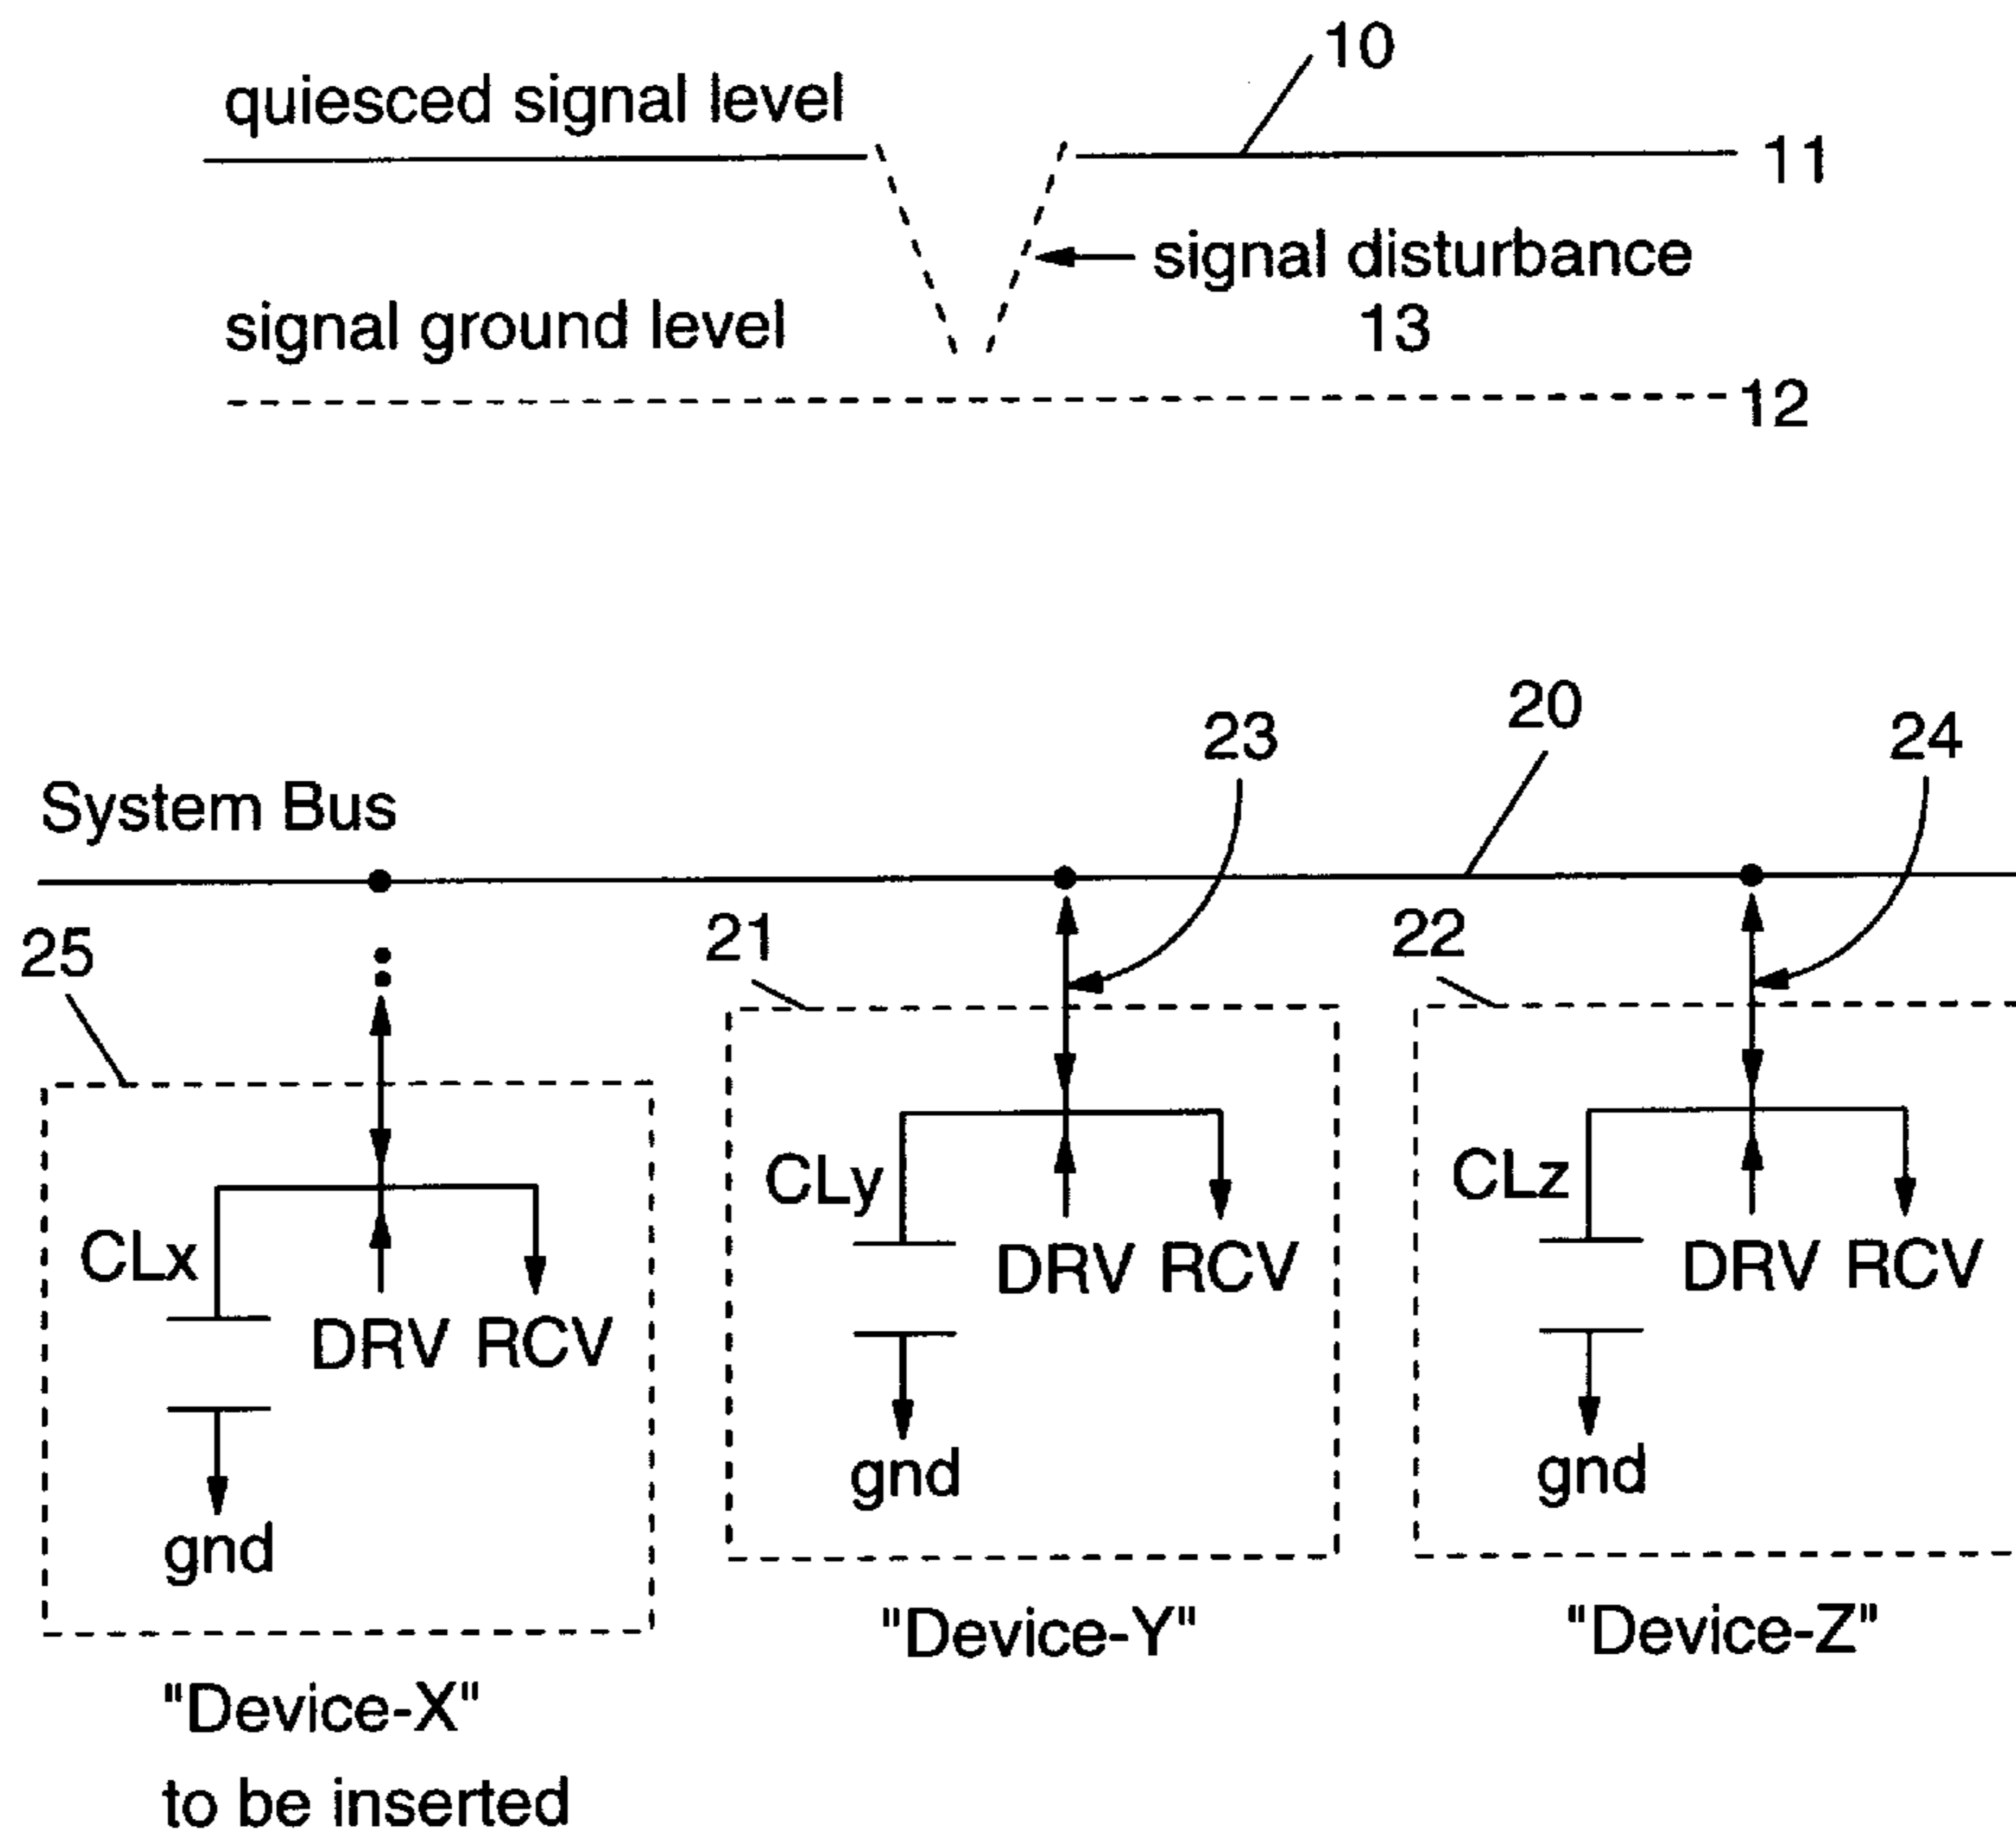 10
quiesced signal level
11
signal disturbance
13
signal ground level
12
20
23
24
System Bus
25
21
22
CLx
DRV RCV
gnd
CLy
DRV RCV
gnd
CLz
DRV RCV
gnd
"Device-X"
to be inserted
"Device-Y"
"Device-Z"